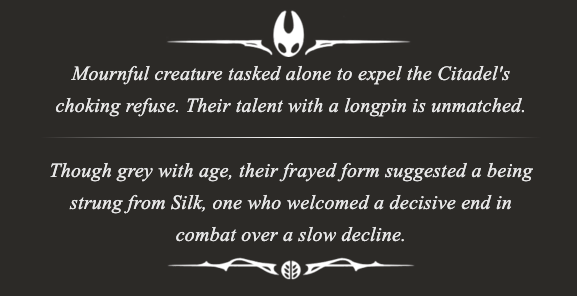 Mournful creature tasked alone to expel the Citadel's
choking refuse. Their talent with a longpin is unmatched.
Though grey with age, their frayed form suggested a being
strung from Silk, one who welcomed a decisive end in
combat over a slow decline.